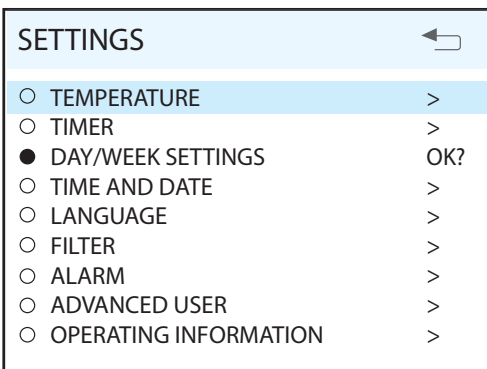 SETTINGS
TEMPERATURE >
TIMER >
DAY/WEEK SETTINGS OK?
TIME AND DATE >
LANGUAGE >
FILTER >
ALARM >
ADVANCED USER >
OPERATING INFORMATION >